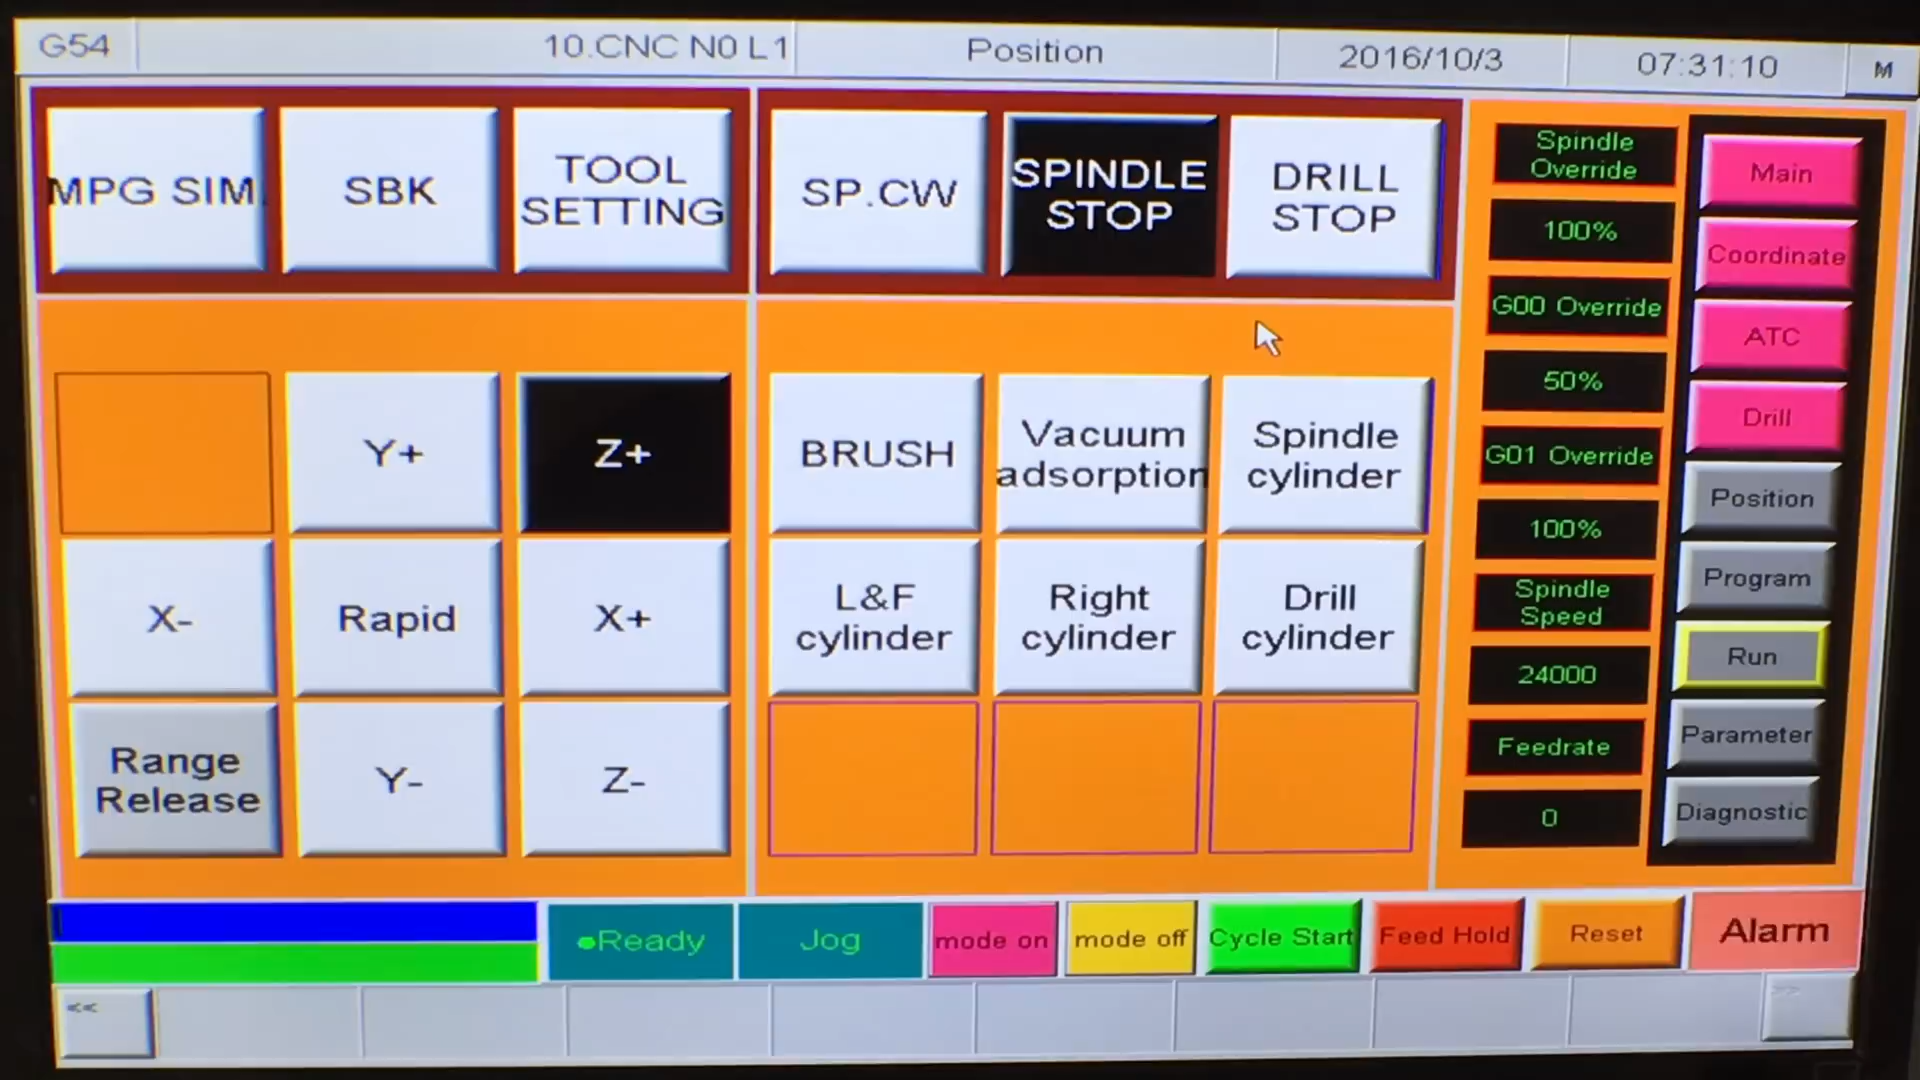 G54
10.CNC N0 L1
Position
2016/10/3
07:31:10
M
MPG SIM.
SBK
TOOL
SETTING
SP.CW
SPINDLE
STOP
DRILL
STOP
Y+
Z+
X-
Rapid
X+
Range
Release
Y-
Z-
BRUSH
Vacuum
adsorption
Spindle
cylinder
L&F
cylinder
Right
cylinder
Drill
cylinder
Spindle
Override
100%
G00 Override
50%
G01 Override
100%
Spindle
Speed
24000
Feedrate
0
Main
Coordinate
ATC
Drill
Position
Program
Run
Parameter
Diagnostic
●Ready
Jog
mode on
mode off
Cycle Start
Feed Hold
Reset
Alarm
<<
>>